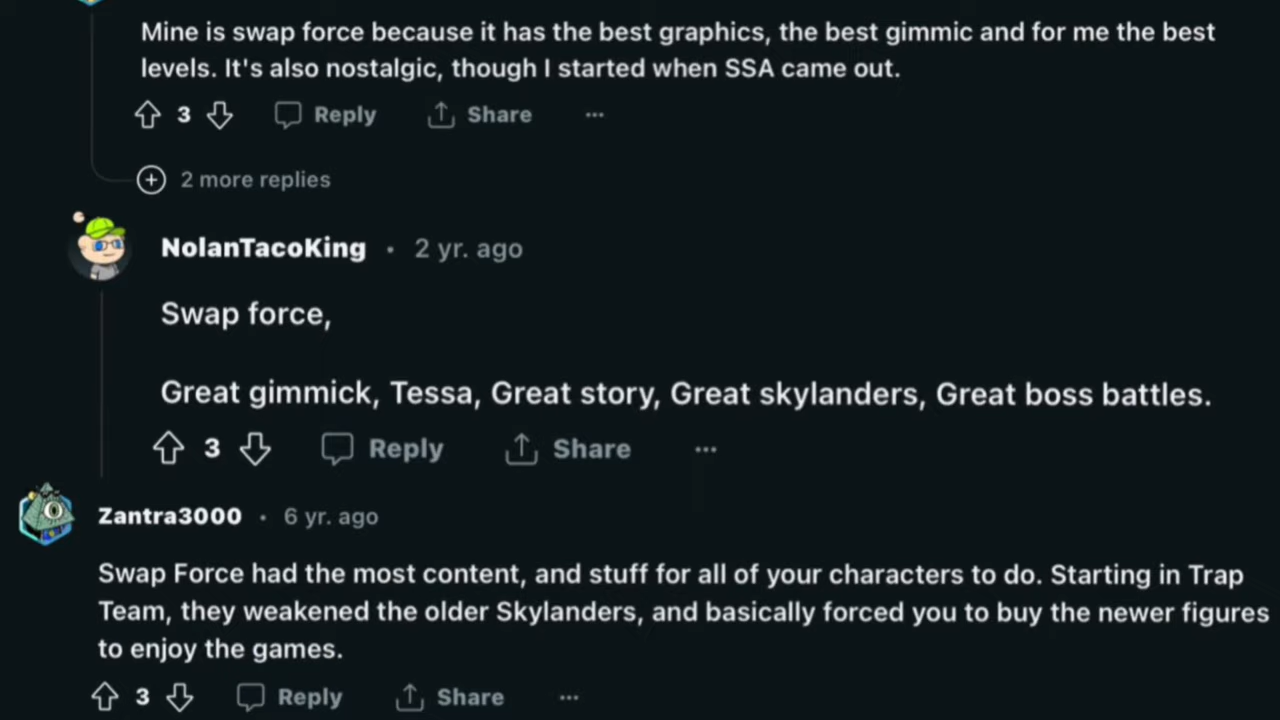 Mine is swap force because it has the best graphics, the best gimmic and for me the best
levels. It's also nostalgic, though I started when SSA came out.
3 Reply Share ...
2 more replies
NolanTacoKing • 2 yr. ago
Swap force,
Great gimmick, Tessa, Great story, Great skylanders, Great boss battles.
3 Reply Share ...
Zantra3000 • 6 yr. ago
Swap Force had the most content, and stuff for all of your characters to do. Starting in Trap
Team, they weakened the older Skylanders, and basically forced you to buy the newer figures
to enjoy the games.
3 Reply Share ...